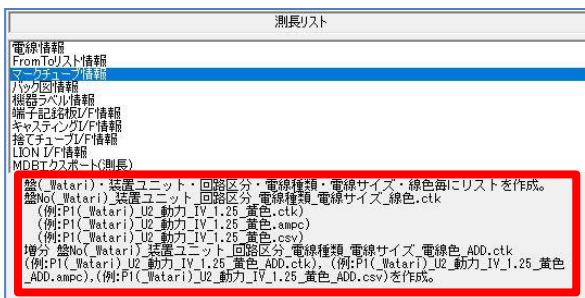 測長リスト
電線情報
FromToリスト情報
マークチューブ情報
バック図情報
機器ラベル情報
端子記銘板I/F情報
キャスティングI/F情報
捨てチューブI/F情報
LION I/F情報
MDBTクスポート(測長)
盤(_Watari)・装置ユニット・回路区分・電線種類・電線サイズ・線色毎にリストを作成。
盤No(_Watari)_装置ユニット_回路区分_電線種類_電線サイズ_線色.ctk
(例:P1(_Watari)_U2_動力_IV_1.25_黄色.ctk)
(例:P1(_Watari)_U2_動力_IV_1.25_黄色.ampc)
(例:P1(_Watari)_U2_動力_IV_1.25_黄色.csv)
増分 盤No(_Watari)_装置ユニット_回路区分_電線種類_電線サイズ_電線色_ADD.ctk
(例:P1(_Watari)_U2_動力_IV_1.25_黄色_ADD.ctk), (例:P1(_Watari)_U2_動力_IV_1.25_黄色
_ADD.ampc),(例:P1(_Watari)_U2_動力_IV_1.25_黄色_ADD.csv)を作成。